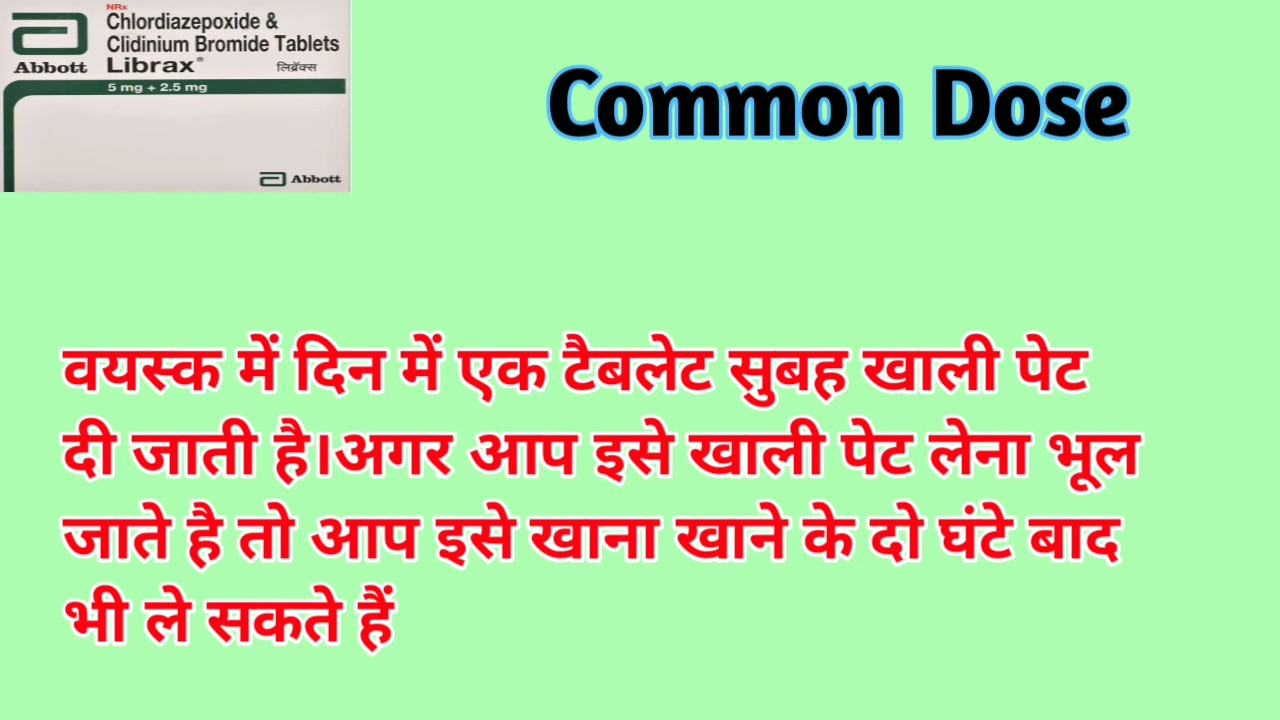 NRx
Chlordiazepoxide &
Clidinium Bromide Tablets
Abbott
Librax®
लिब्रॅक्स
5 mg + 2.5 mg
Abbott
Common Dose
वयस्क में दिन में एक टैबलेट सुबह खाली पेट
दी जाती है।अगर आप इसे खाली पेट लेना भूल
जाते है तो आप इसे खाना खाने के दो घंटे बाद
भी ले सकते हैं